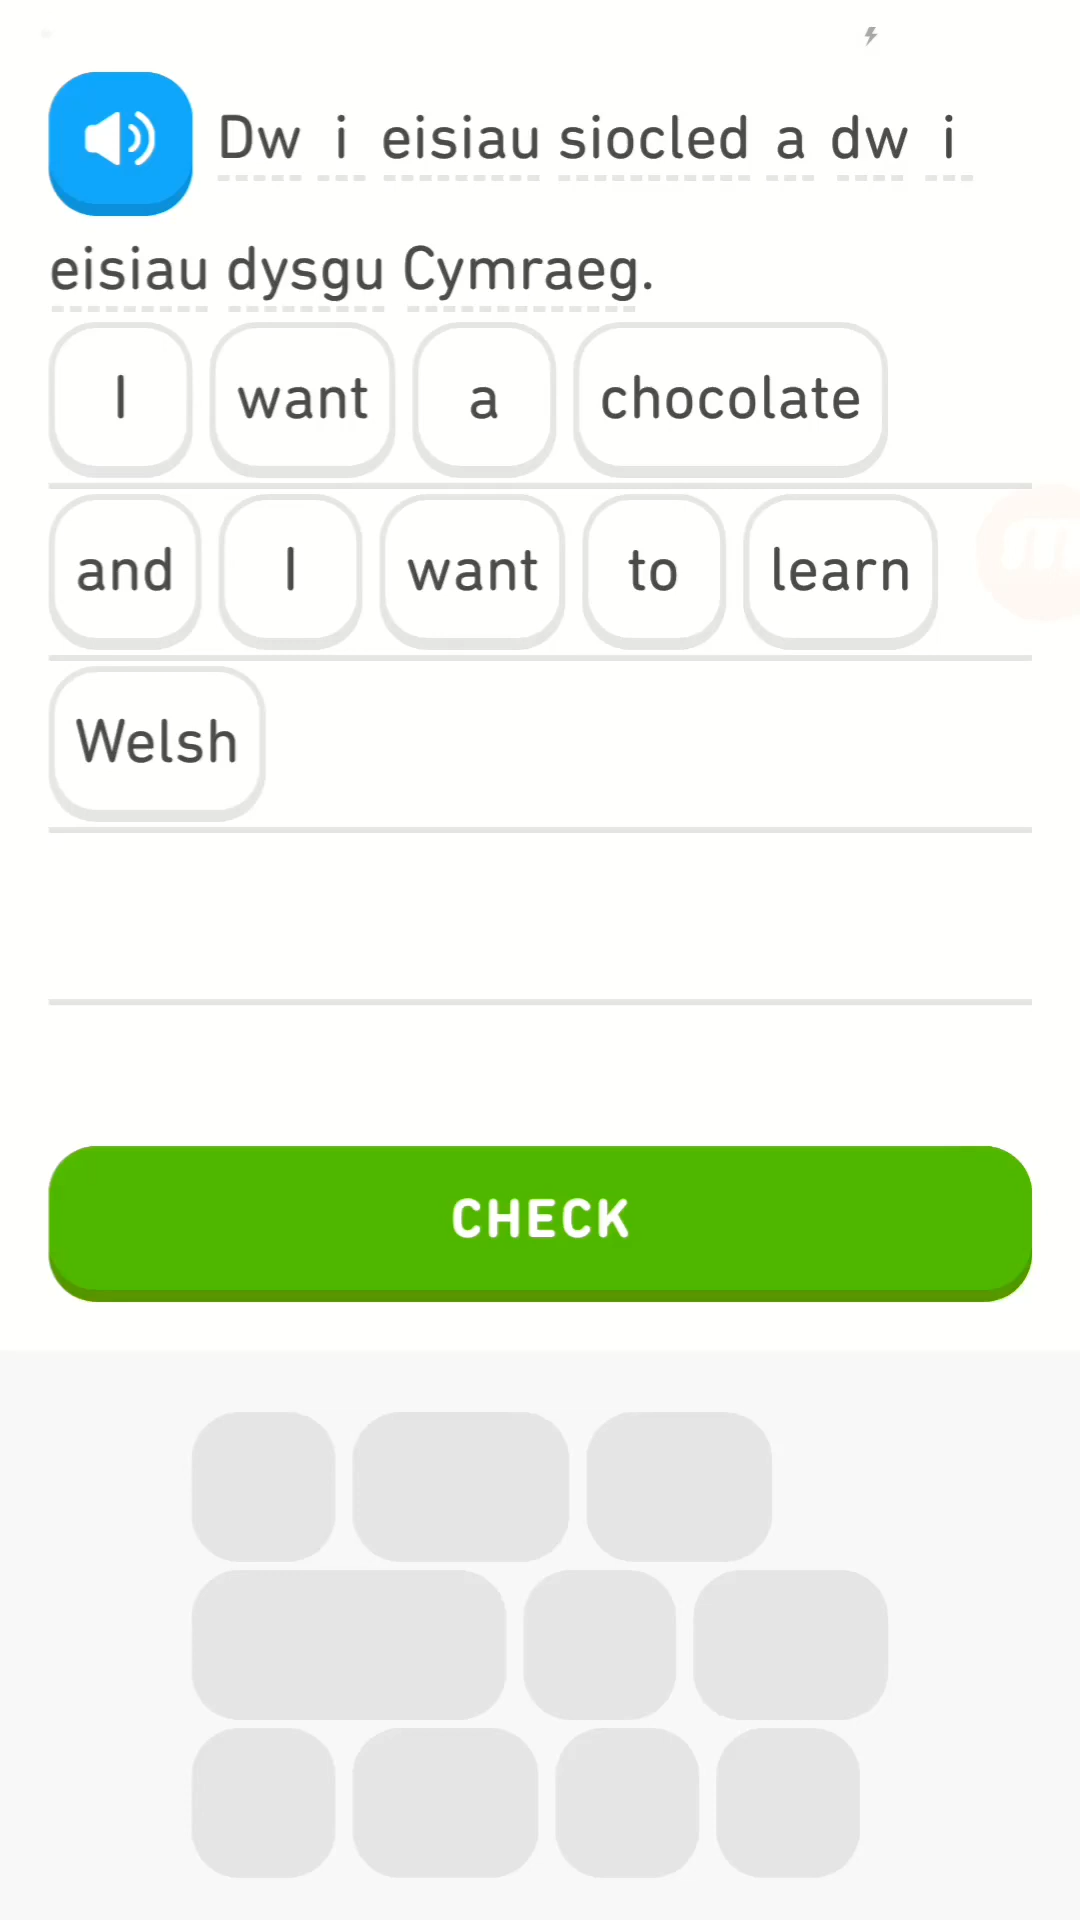 Dw i eisiau siocled a dw i
eisiau dysgu Cymraeg.
I want a chocolate
and I want to learn
Welsh
CHECK